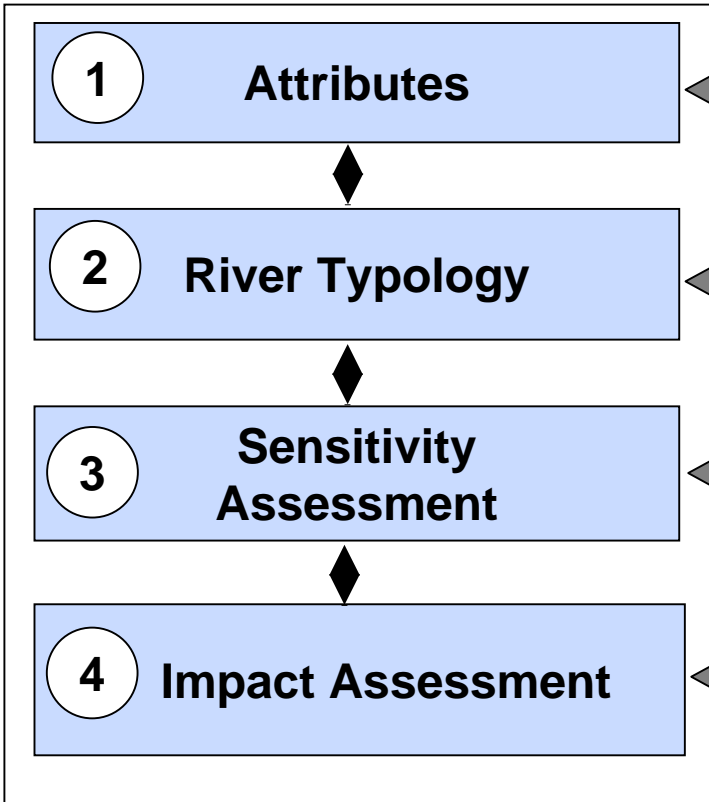 1 Attributes
2 River Typology
3 Sensitivity
Assessment
4 Impact Assessment